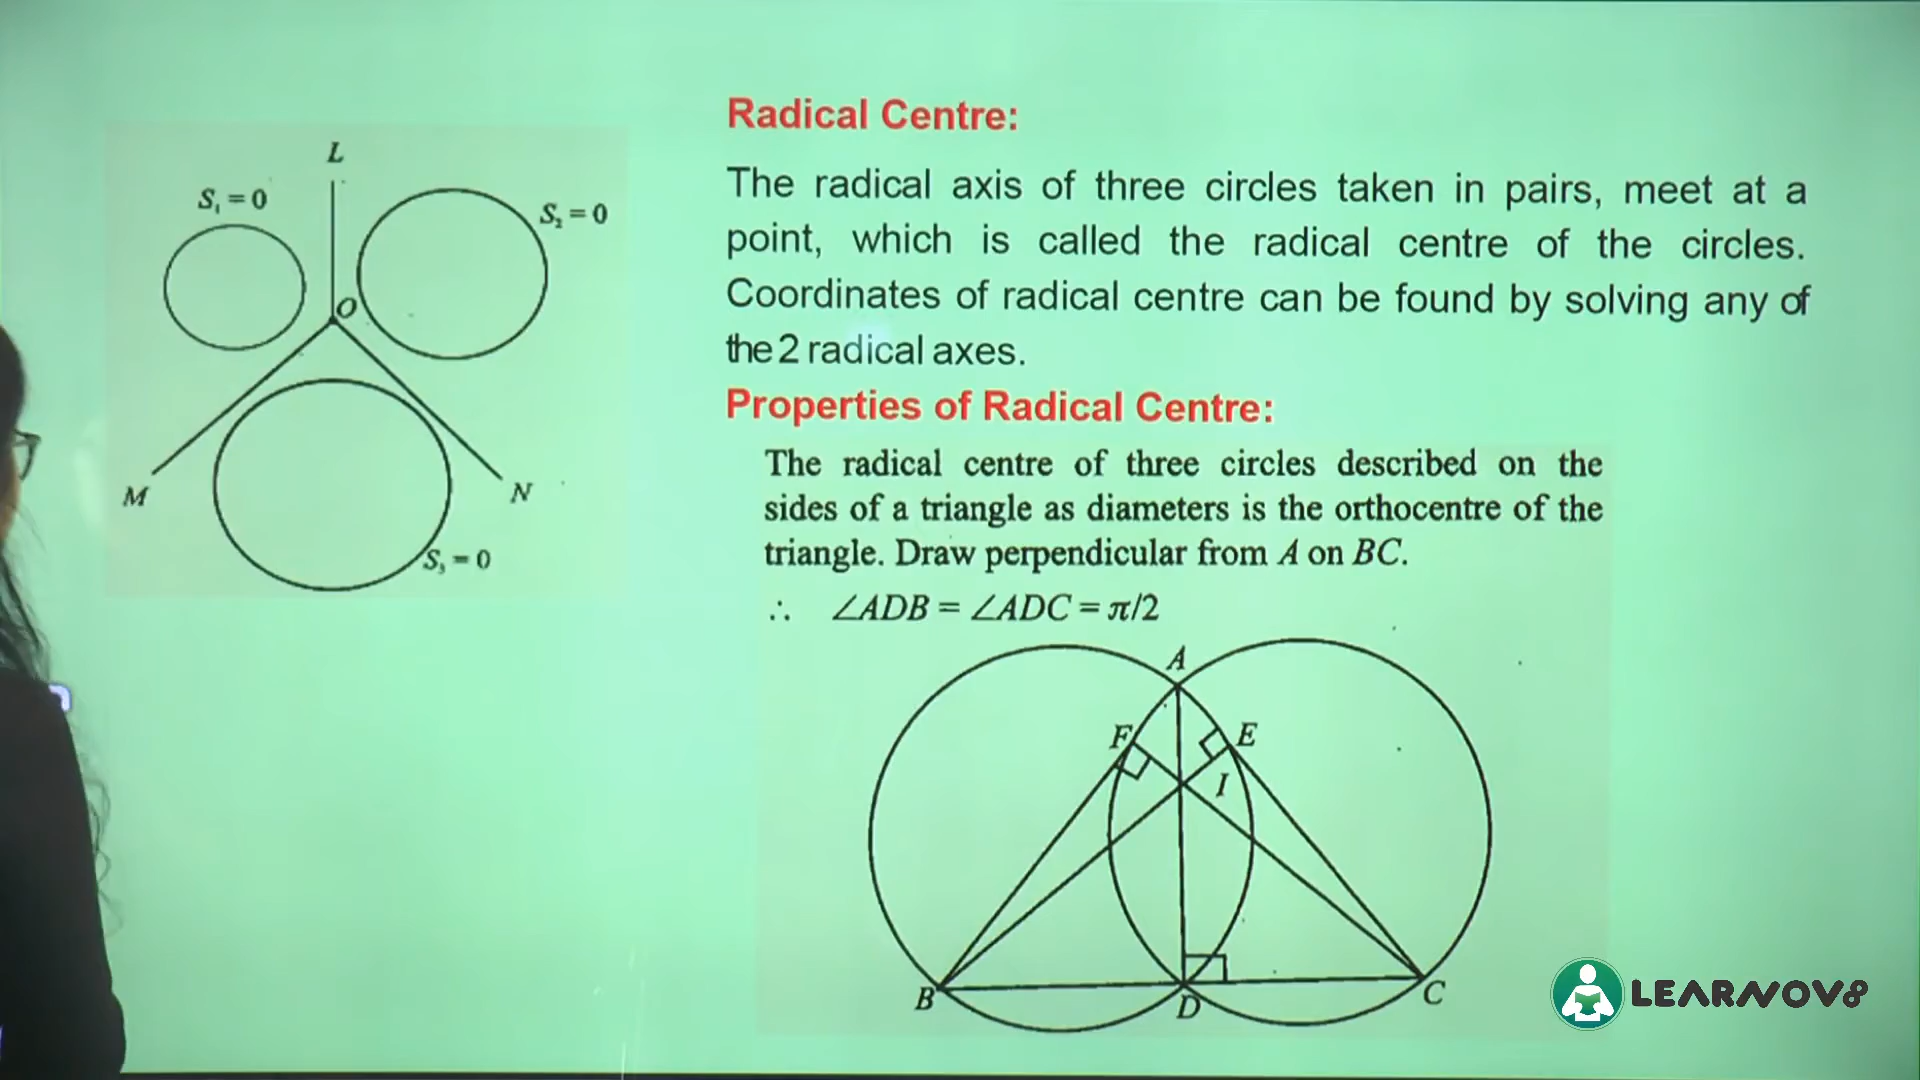 Radical Centre:
The radical axis of three circles taken in pairs, meet at a
point, which is called the radical centre of the circles.
Coordinates of radical centre can be found by solving any of
the 2 radical axes.
Properties of Radical Centre:
The radical centre of three circles described on the
sides of a triangle as diameters is the orthocentre of the
triangle. Draw perpendicular from A on BC.
∴ ∠ADB = ∠ADC = π/2
L
S₁ = 0
S₂ = 0
O
M
N
S₃ = 0
A
F
E
I
B
D
C
LEARNOV8